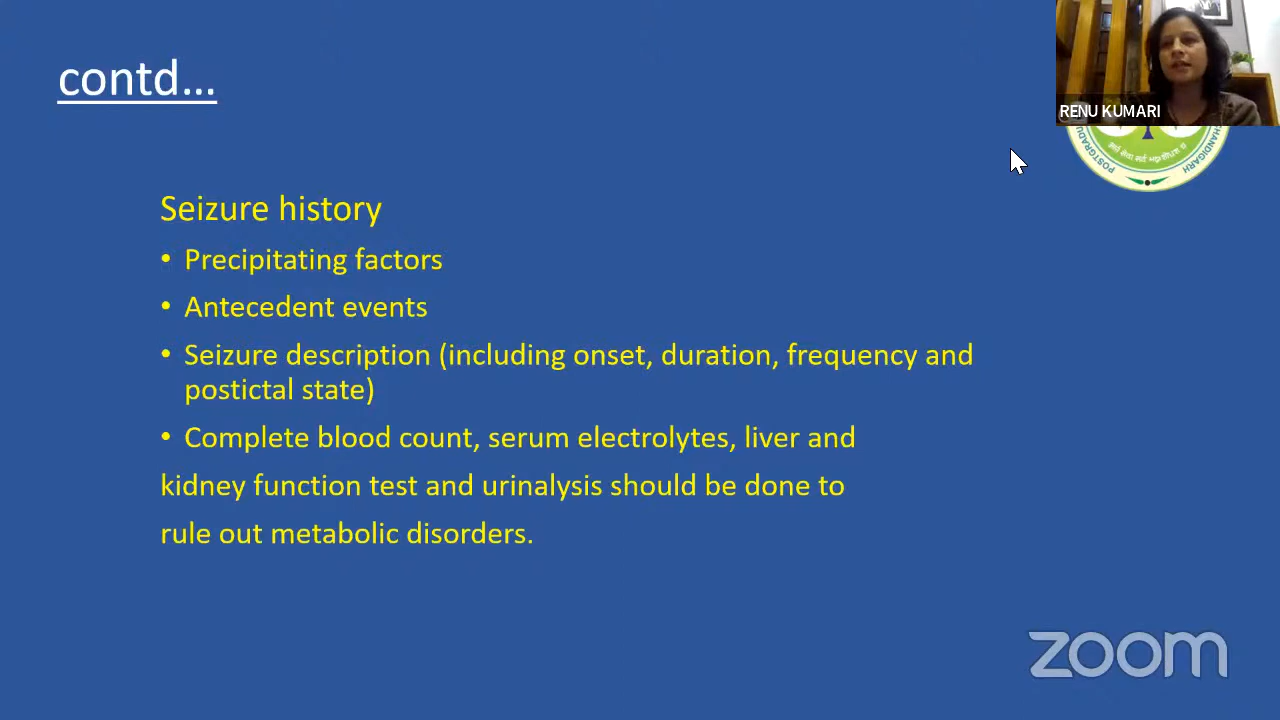 contd...
RENU KUMARI
POSTGRADU
CHANDIGARH
Seizure history
• Precipitating factors
• Antecedent events
• Seizure description (including onset, duration, frequency and
postictal state)
• Complete blood count, serum electrolytes, liver and
kidney function test and urinalysis should be done to
rule out metabolic disorders.
zoom